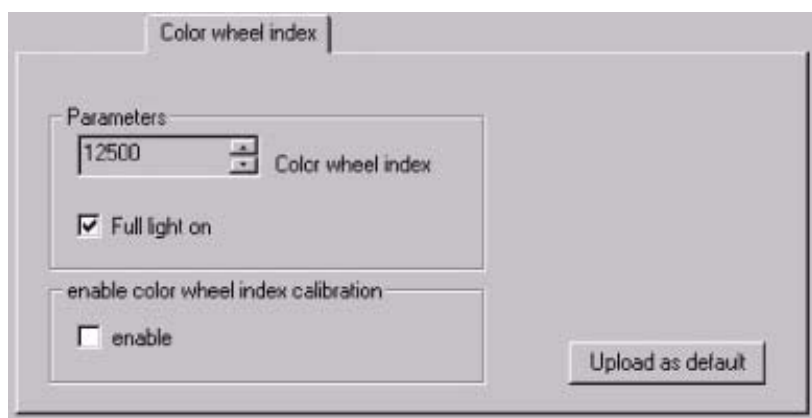 Color wheel index
Parameters
12500
Color wheel index
Full light on
enable color wheel index calibration
enable
Upload as default